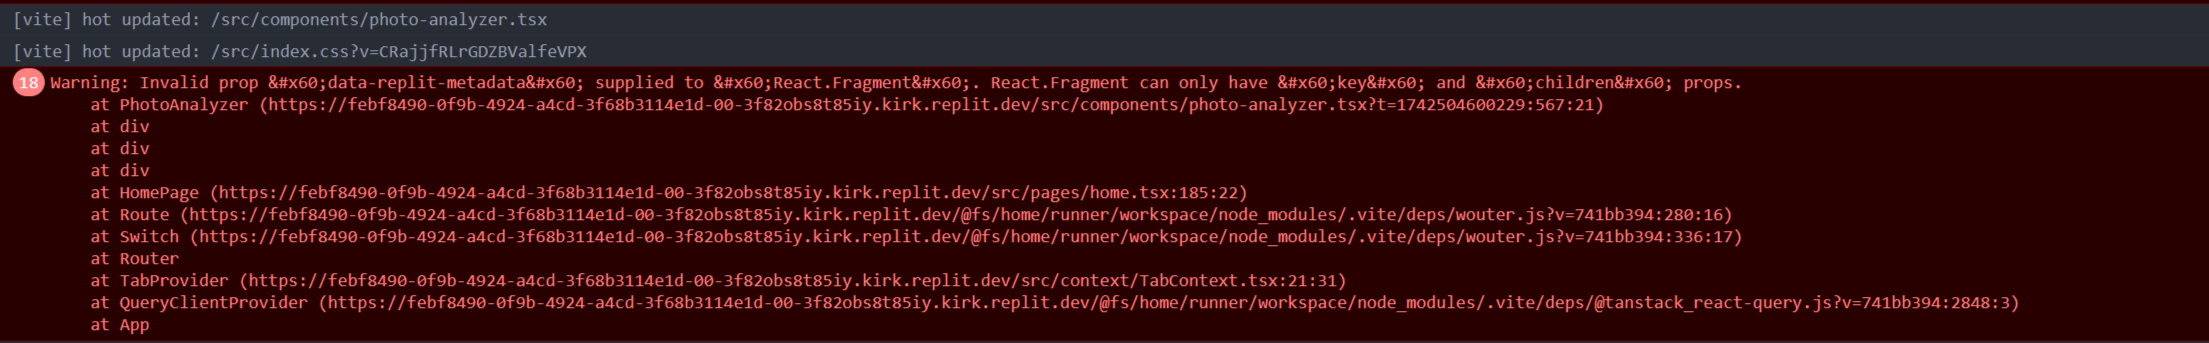 [vite] hot updated: /src/components/photo-analyzer.tsx
[vite] hot updated: /src/index.css?v=CRajjfRLrGDZBValfeVPX
18 Warning: Invalid prop &#x60;data-replit-metadata&#x60; supplied to &#x60;React.Fragment&#x60;. React.Fragment can only have &#x60;key&#x60; and &#x60;children&#x60; props.
at PhotoAnalyzer (https://febf8490-0f9b-4924-a4cd-3f68b3114e1d-00-3f82obs8t85iy.kirk.replit.dev/src/components/photo-analyzer.tsx?t=1742504600229:567:21)
at div
at div
at div
at HomePage (https://febf8490-0f9b-4924-a4cd-3f68b3114e1d-00-3f82obs8t85iy.kirk.replit.dev/src/pages/home.tsx:185:22)
at Route (https://febf8490-0f9b-4924-a4cd-3f68b3114e1d-00-3f82obs8t85iy.kirk.replit.dev/@fs/home/runner/workspace/node_modules/.vite/deps/wouter.js?v=741bb394:280:16)
at Switch (https://febf8490-0f9b-4924-a4cd-3f68b3114e1d-00-3f82obs8t85iy.kirk.replit.dev/@fs/home/runner/workspace/node_modules/.vite/deps/wouter.js?v=741bb394:336:17)
at Router
at TabProvider (https://febf8490-0f9b-4924-a4cd-3f68b3114e1d-00-3f82obs8t85iy.kirk.replit.dev/src/context/TabContext.tsx:21:31)
at QueryClientProvider (https://febf8490-0f9b-4924-a4cd-3f68b3114e1d-00-3f82obs8t85iy.kirk.replit.dev/@fs/home/runner/workspace/node_modules/.vite/deps/@tanstack_react-query.js?v=741bb394:2848:3)
at App